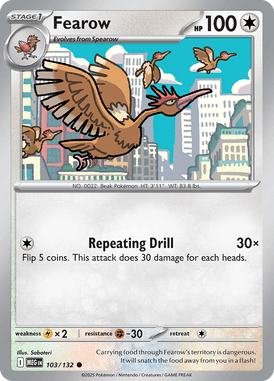 STAGE 1
Fearow
HP 100
Evolves from Spearow
NO. 0022 Beak Pokémon HT: 3'11" WT: 83.8 lbs.
Repeating Drill 30×
Flip 5 coins. This attack does 30 damage for each heads.
weakness ×2 resistance -30 retreat
Illus. Saboteri
Carrying food through Fearow's territory is dangerous.
It will snatch the food away from you in a flash!
I MEG EN 103/132
©2025 Pokémon / Nintendo / Creatures / GAME FREAK